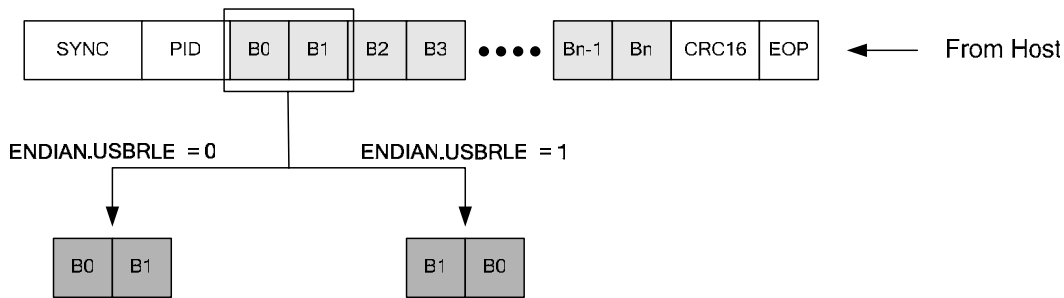 SYNC PID B0 B1 B2 B3 Bn-1 Bn CRC16 EOP From Host
ENDIAN.USBRLE = 0 ENDIAN.USBRLE = 1
B0 B1 B1 B0